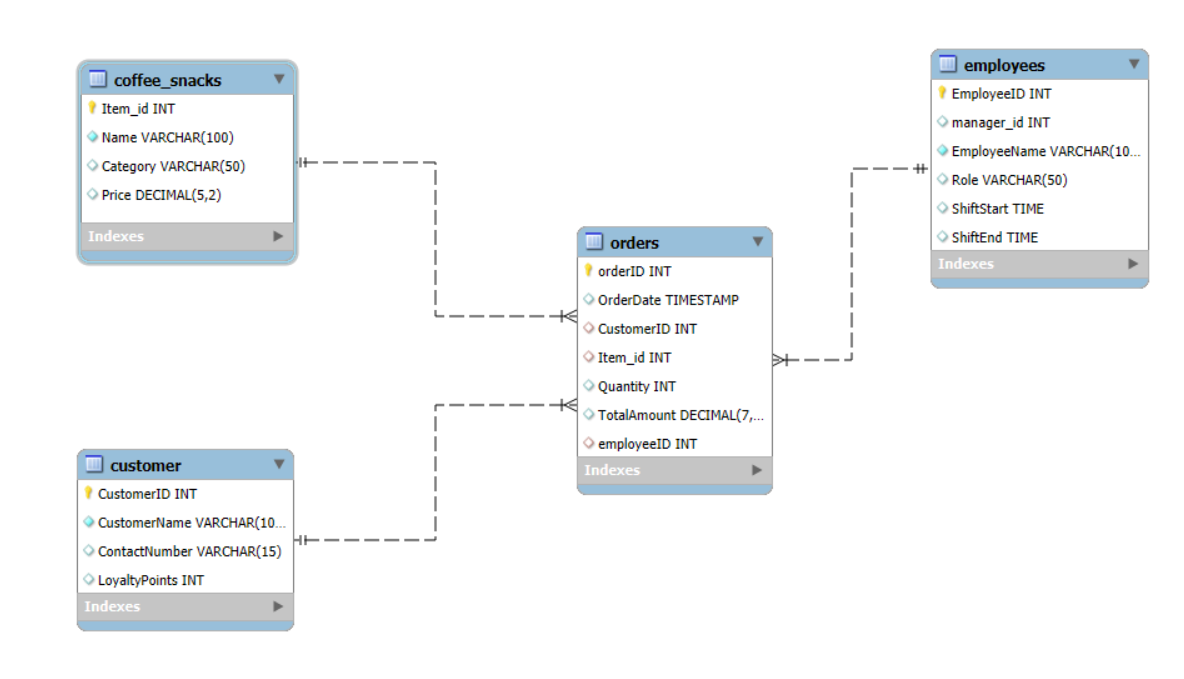 coffee_snacks
Item_id INT
Name VARCHAR(100)
Category VARCHAR(50)
Price DECIMAL(5,2)
Indexes
employees
EmployeeID INT
manager_id INT
EmployeeName VARCHAR(10...
Role VARCHAR(50)
ShiftStart TIME
ShiftEnd TIME
Indexes
orders
orderID INT
OrderDate TIMESTAMP
CustomerID INT
Item_id INT
Quantity INT
TotalAmount DECIMAL(7,...
employeeID INT
Indexes
customer
CustomerID INT
CustomerName VARCHAR(10...
ContactNumber VARCHAR(15)
LoyaltyPoints INT
Indexes